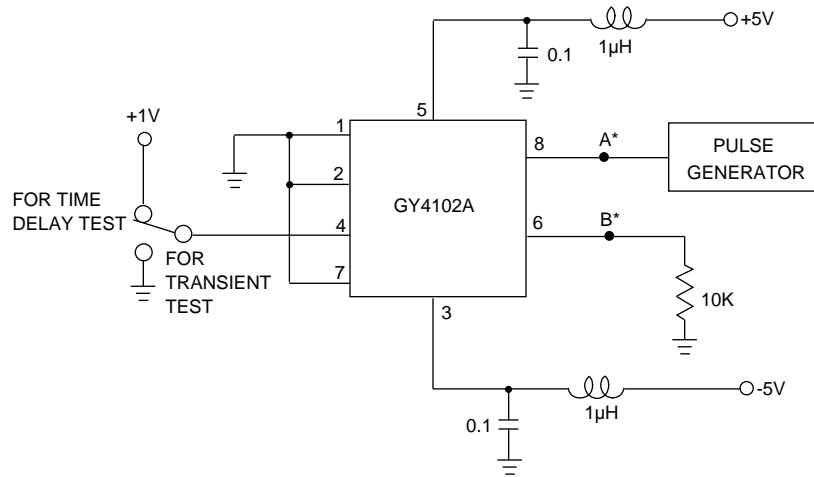 +5V
0.1
1µH
5
+1V
1
8
A*
PULSE
GENERATOR
2
FOR TIME
DELAY TEST
GY4102A
4
6
B*
FOR
TRANSIENT
TEST
7
10K
3
-5V
1µH
0.1